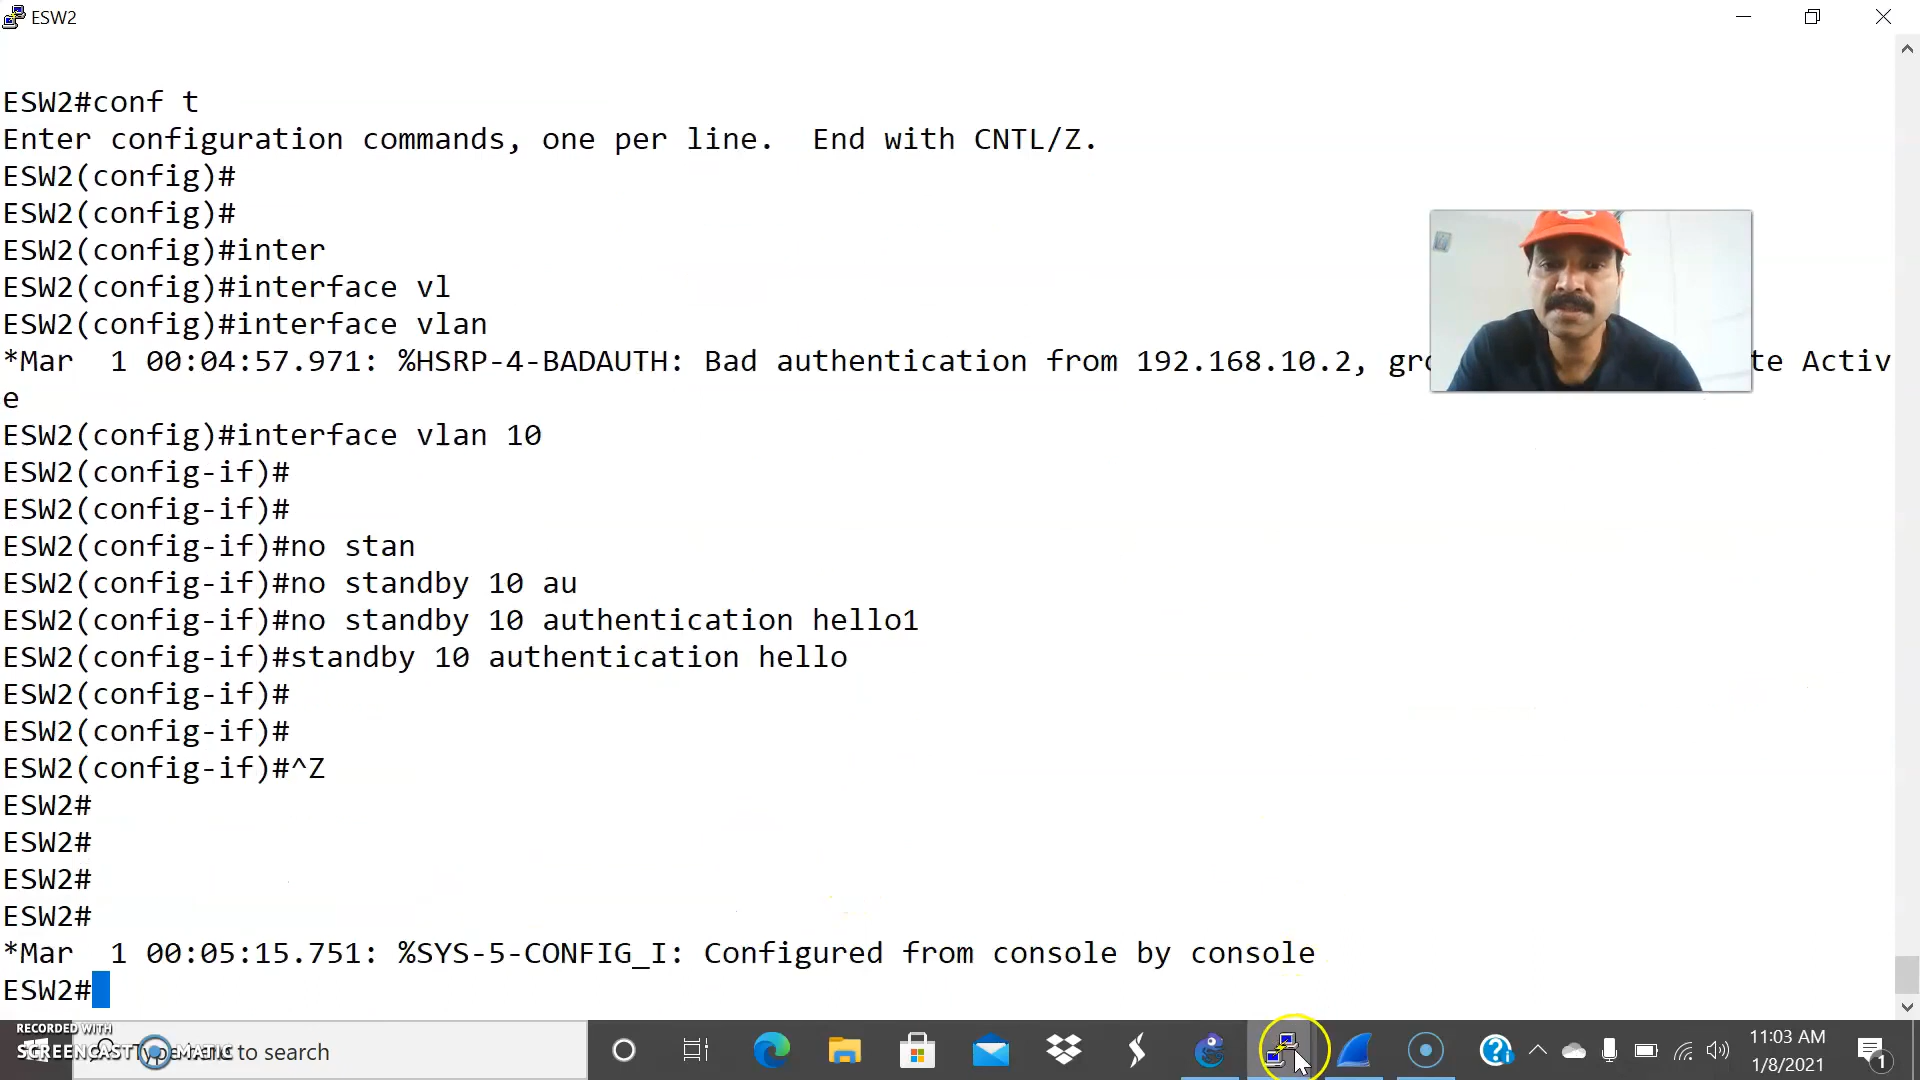 ESW2
ESW2#conf t
Enter configuration commands, one per line.  End with CNTL/Z.
ESW2(config)#
ESW2(config)#
ESW2(config)#inter
ESW2(config)#interface vl
ESW2(config)#interface vlan
*Mar  1 00:04:57.971: %HSRP-4-BADAUTH: Bad authentication from 192.168.10.2, gr te Activ
e
ESW2(config)#interface vlan 10
ESW2(config-if)#
ESW2(config-if)#
ESW2(config-if)#no stan
ESW2(config-if)#no standby 10 au
ESW2(config-if)#no standby 10 authentication hello1
ESW2(config-if)#standby 10 authentication hello
ESW2(config-if)#
ESW2(config-if)#
ESW2(config-if)#^Z
ESW2#
ESW2#
ESW2#
ESW2#
*Mar  1 00:05:15.751: %SYS-5-CONFIG_I: Configured from console by console
ESW2#
RECORDED WITH
SCREENCAST MATIC
Type here to search
11:03 AM
1/8/2021
1